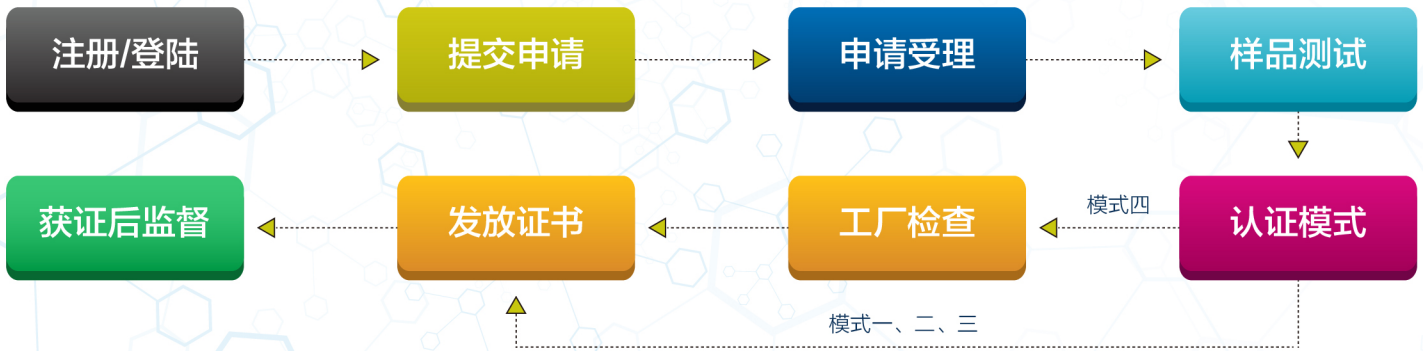 注册/登陆
提交申请
申请受理
样品测试
获证后监督
发放证书
工厂检查
模式四
认证模式
模式一、二、三